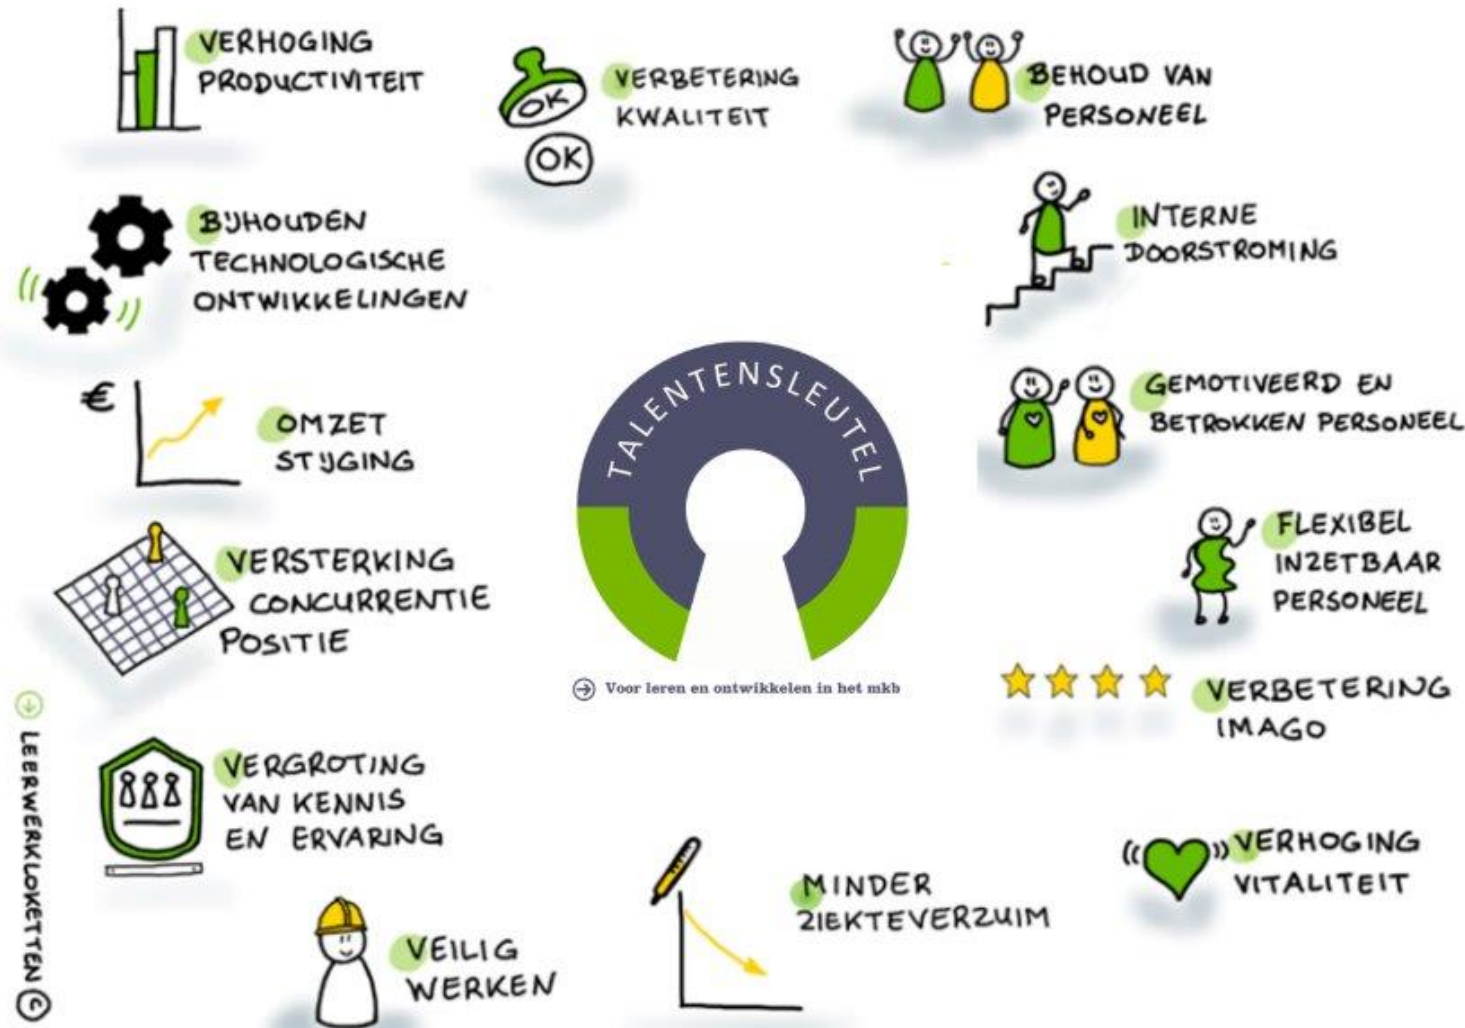 VERHOGING
PRODUCTIVITEIT
OK
OK
VERBETERING
KWALITEIT
BEHOUD VAN
PERSONEEL
BIJHOUDEN
TECHNOLOGISCHE
ONTWIKKELINGEN
INTERNE
DOORSTROMING
€
OMZET
STIJGING
TALENTENSLEUTEL
Voor leren en ontwikkelen in het mkb
GEMOTIVEERD EN
BETROKKEN PERSONEEL
VERSTERKING
CONCURRENTIE
POSITIE
FLEXIBEL
INZETBAAR
PERSONEEL
VERBETERING
IMAGO
VERGROTING
VAN KENNIS
EN ERVARING
VERHOGING
VITALITEIT
MINDER
ZIEKTEVERZUIM
VEILIG
WERKEN
LEERWERKLOKETTEN ©